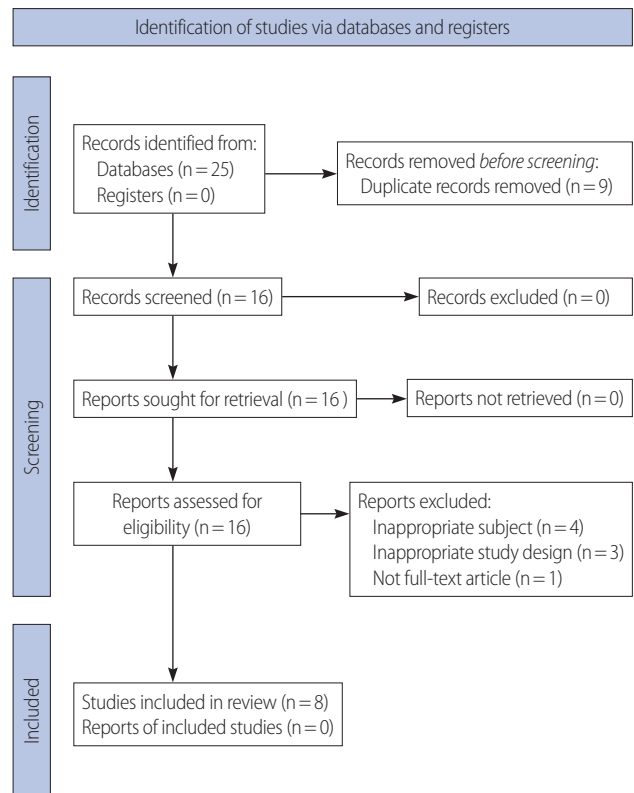 Identification of studies via databases and registers
Identification
Records identified from:
Databases (n=25)
Registers (n=0)
Records removed before screening:
Duplicate records removed (n=9)
Screening
Records screened (n=16)
Records excluded (n=0)
Reports sought for retrieval (n=16 )
Reports not retrieved (n=0)
Reports assessed for
eligibility (n=16)
Reports excluded:
Inappropriate subject (n=4)
Inappropriate study design (n=3)
Not full-text article (n=1)
Included
Studies included in review (n=8)
Reports of included studies (n=0)